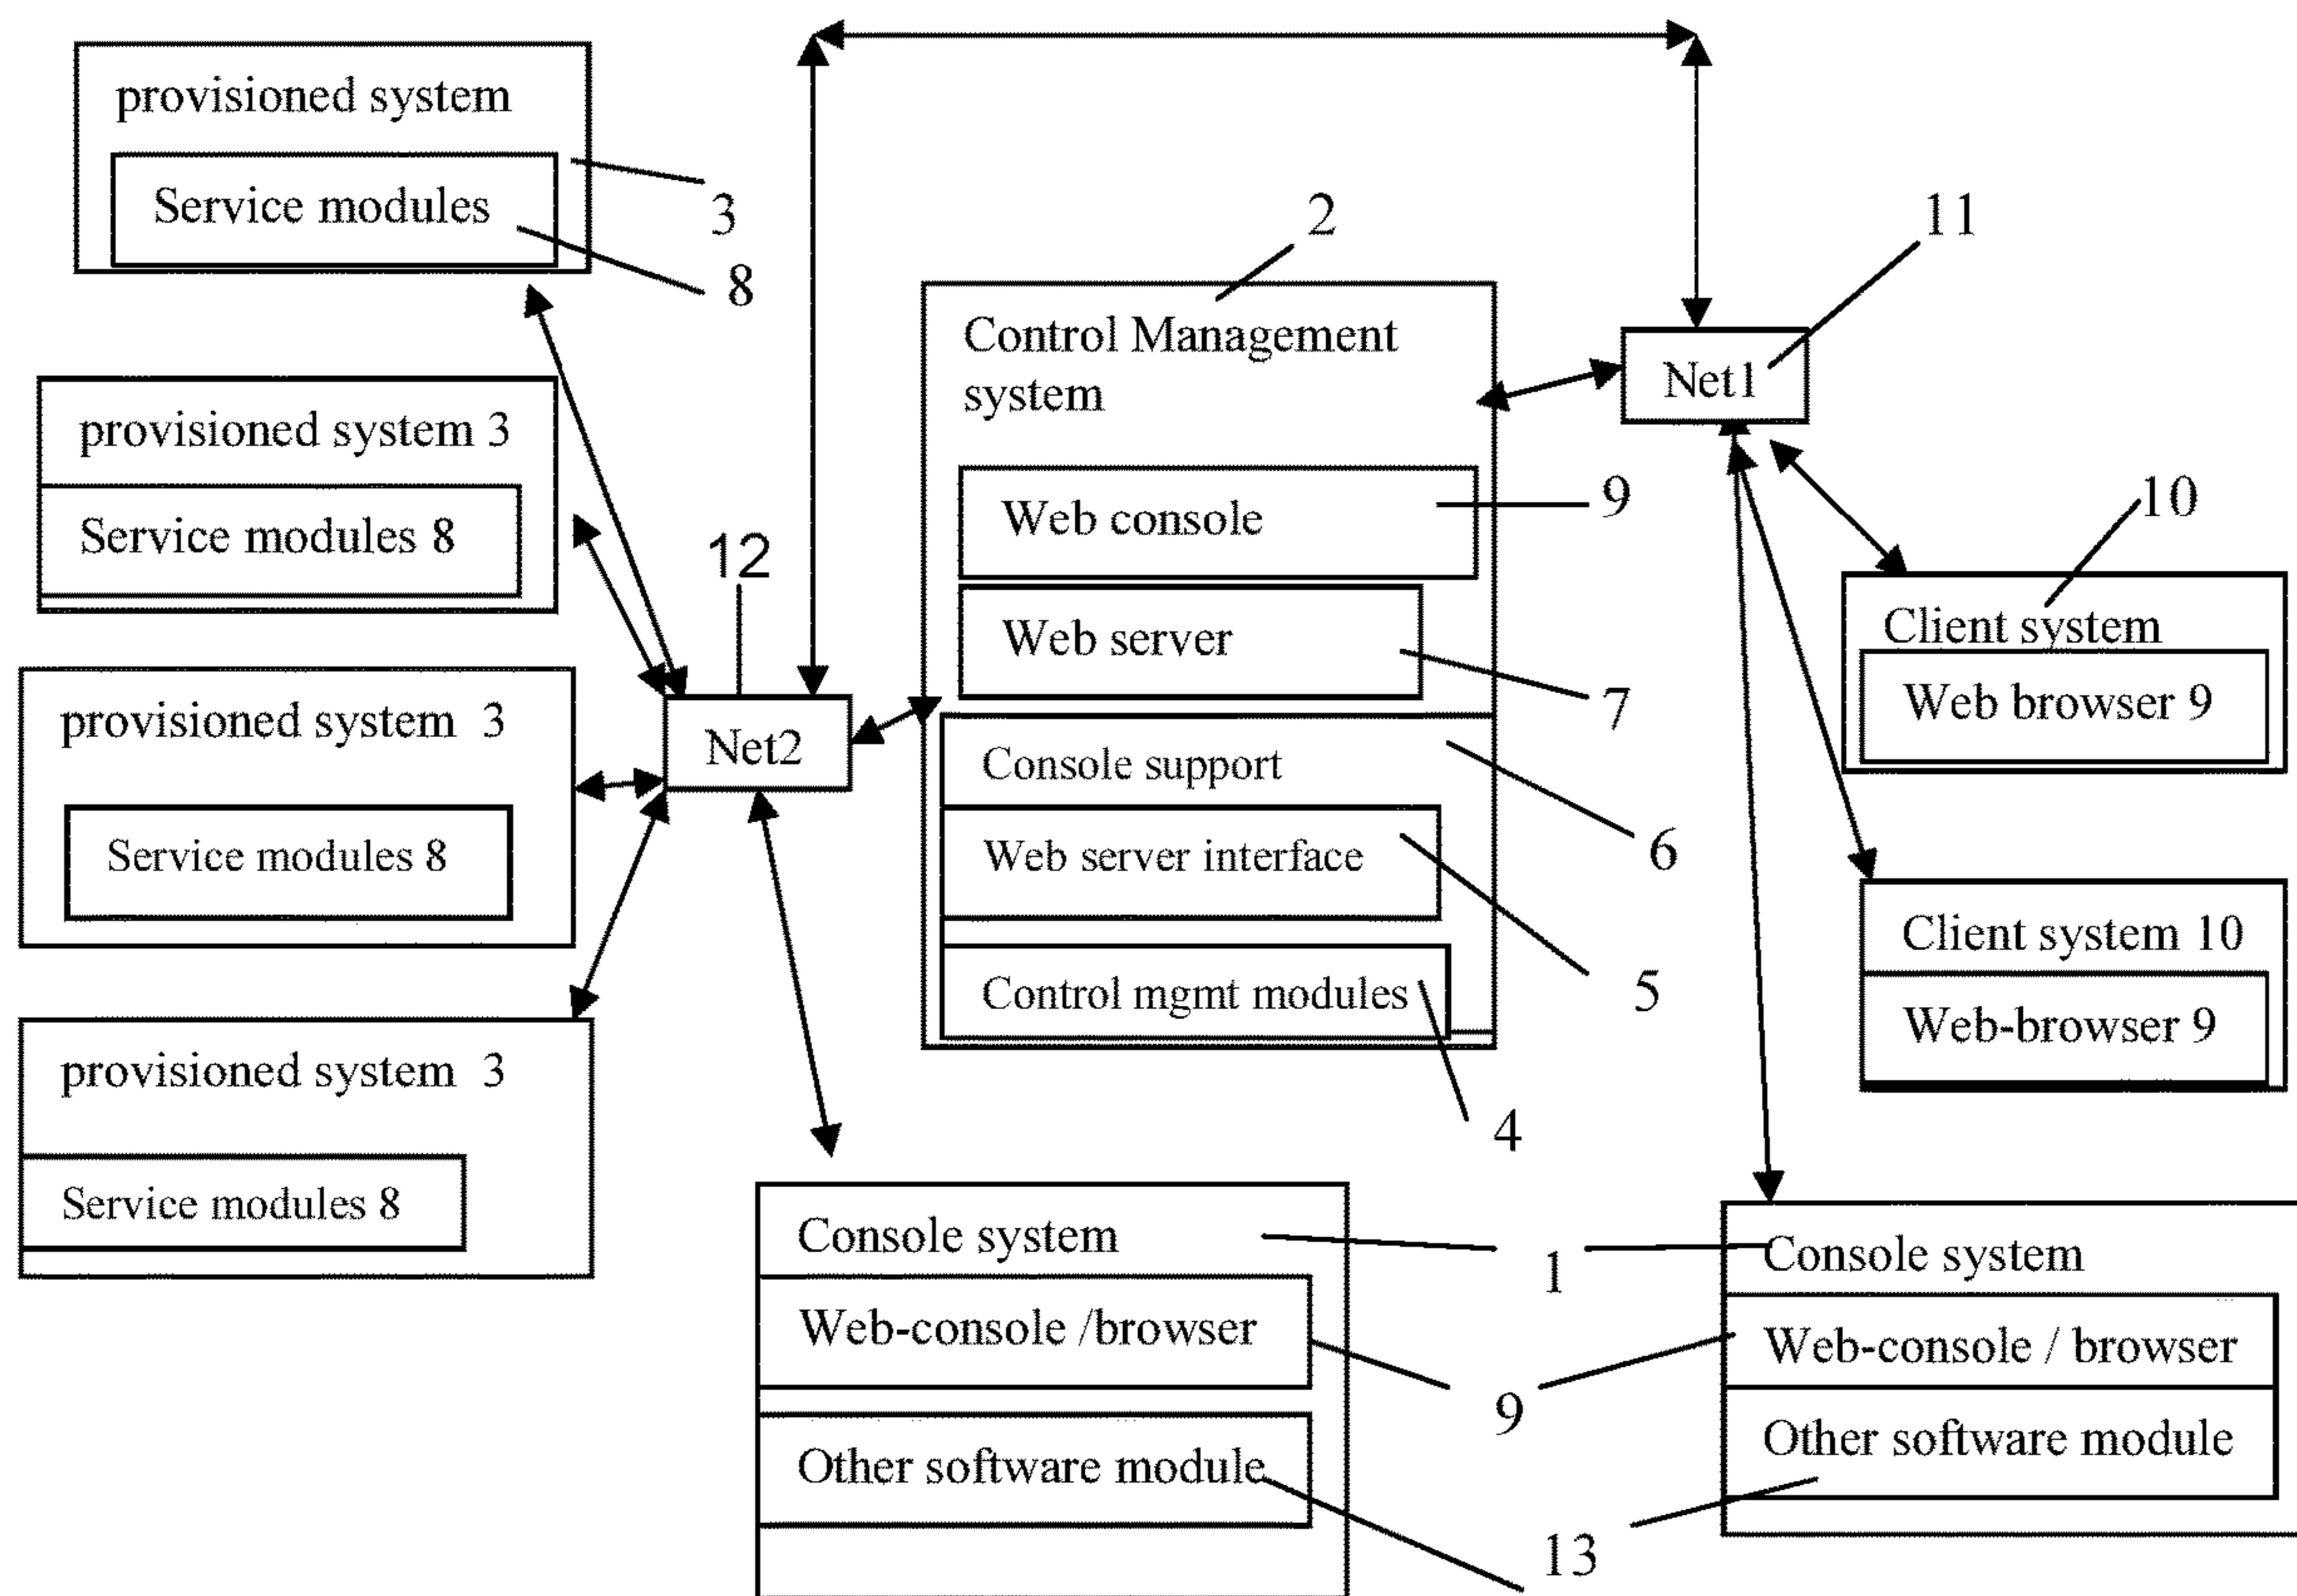 provisioned system
Service modules
3
8
provisioned system 3
Service modules 8
provisioned system 3
Service modules 8
provisioned system 3
Service modules 8
12
Net2
2
Control Management
system
Web console
9
Web server
7
Console support
6
Web server interface
5
Control mgmt modules
4
11
Net1
10
Client system
Web browser 9
Client system 10
Web-browser 9
Console system
Web-console /browser
Other software module
1
9
13
Console system
Web-console / browser
Other software module